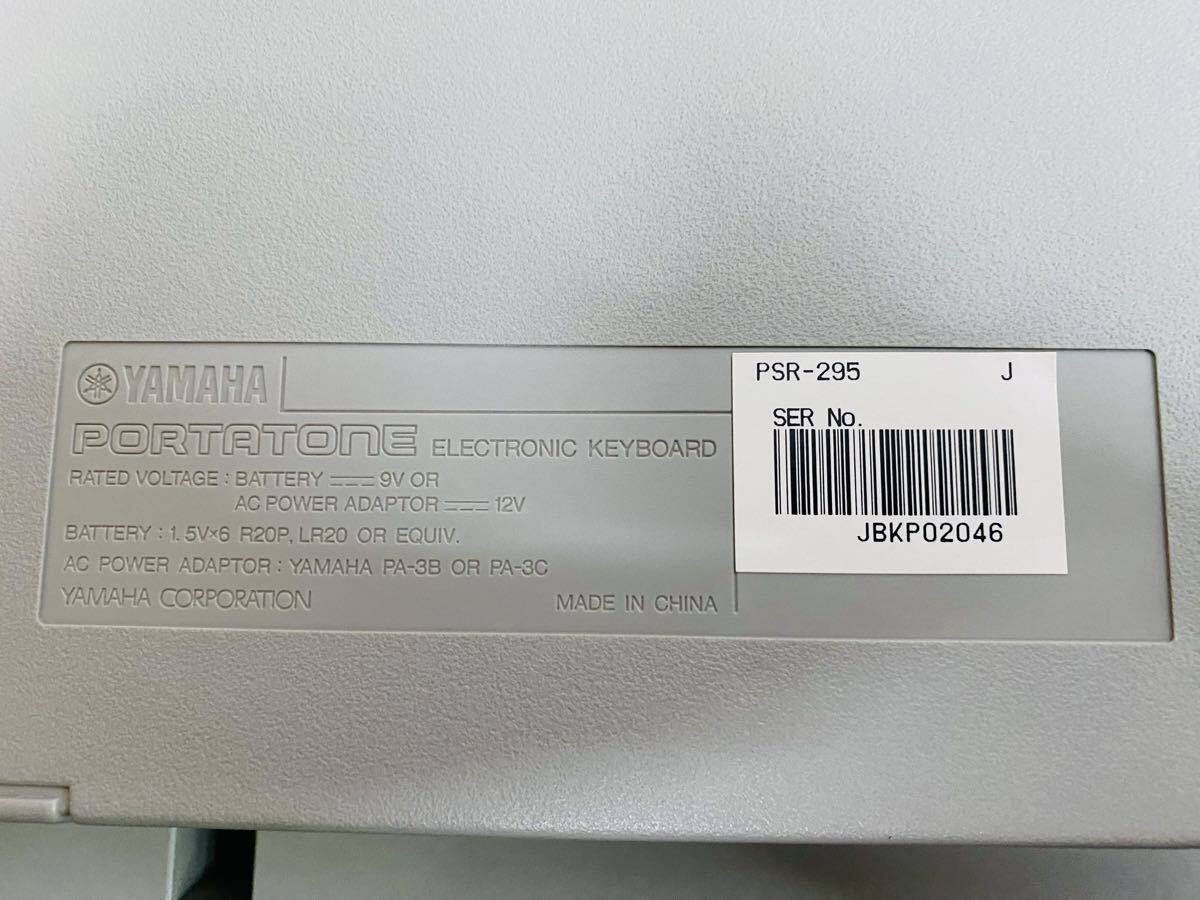 YAMAHA
PORTATONE ELECTRONIC KEYBOARD
RATED VOLTAGE : BATTERY ⎓ 9V OR
AC POWER ADAPTOR ⎓ 12V
BATTERY : 1.5V×6 R20P, LR20 OR EQUIV.
AC POWER ADAPTOR : YAMAHA PA-3B OR PA-3C
YAMAHA CORPORATION MADE IN CHINA
PSR-295 J
SER No.
JBKP02046